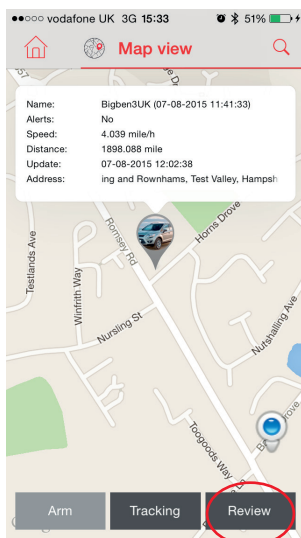 vodafone UK 3G 15:33 51%
Map view
Name: Bigben3UK (07-08-2015 11:41:33)
Alerts: No
Speed: 4.039 mile/h
Distance: 1898.088 mile
Update: 07-08-2015 12:02:38
Address: ing and Rownhams, Test Valley, Hampsh
Testlands Ave
Romsey Rd
Horns Drove
Winfrith Way
Nursling St
Nutshalling Ave
Toogoods Way
Arm Tracking Review